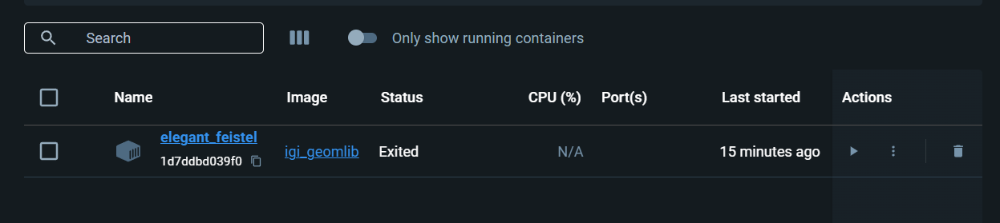 Search
Only show running containers
Name Image Status CPU (%) Port(s) Last started Actions
elegant_feistel
1d7ddbd039f0
igi_geomlib Exited N/A 15 minutes ago